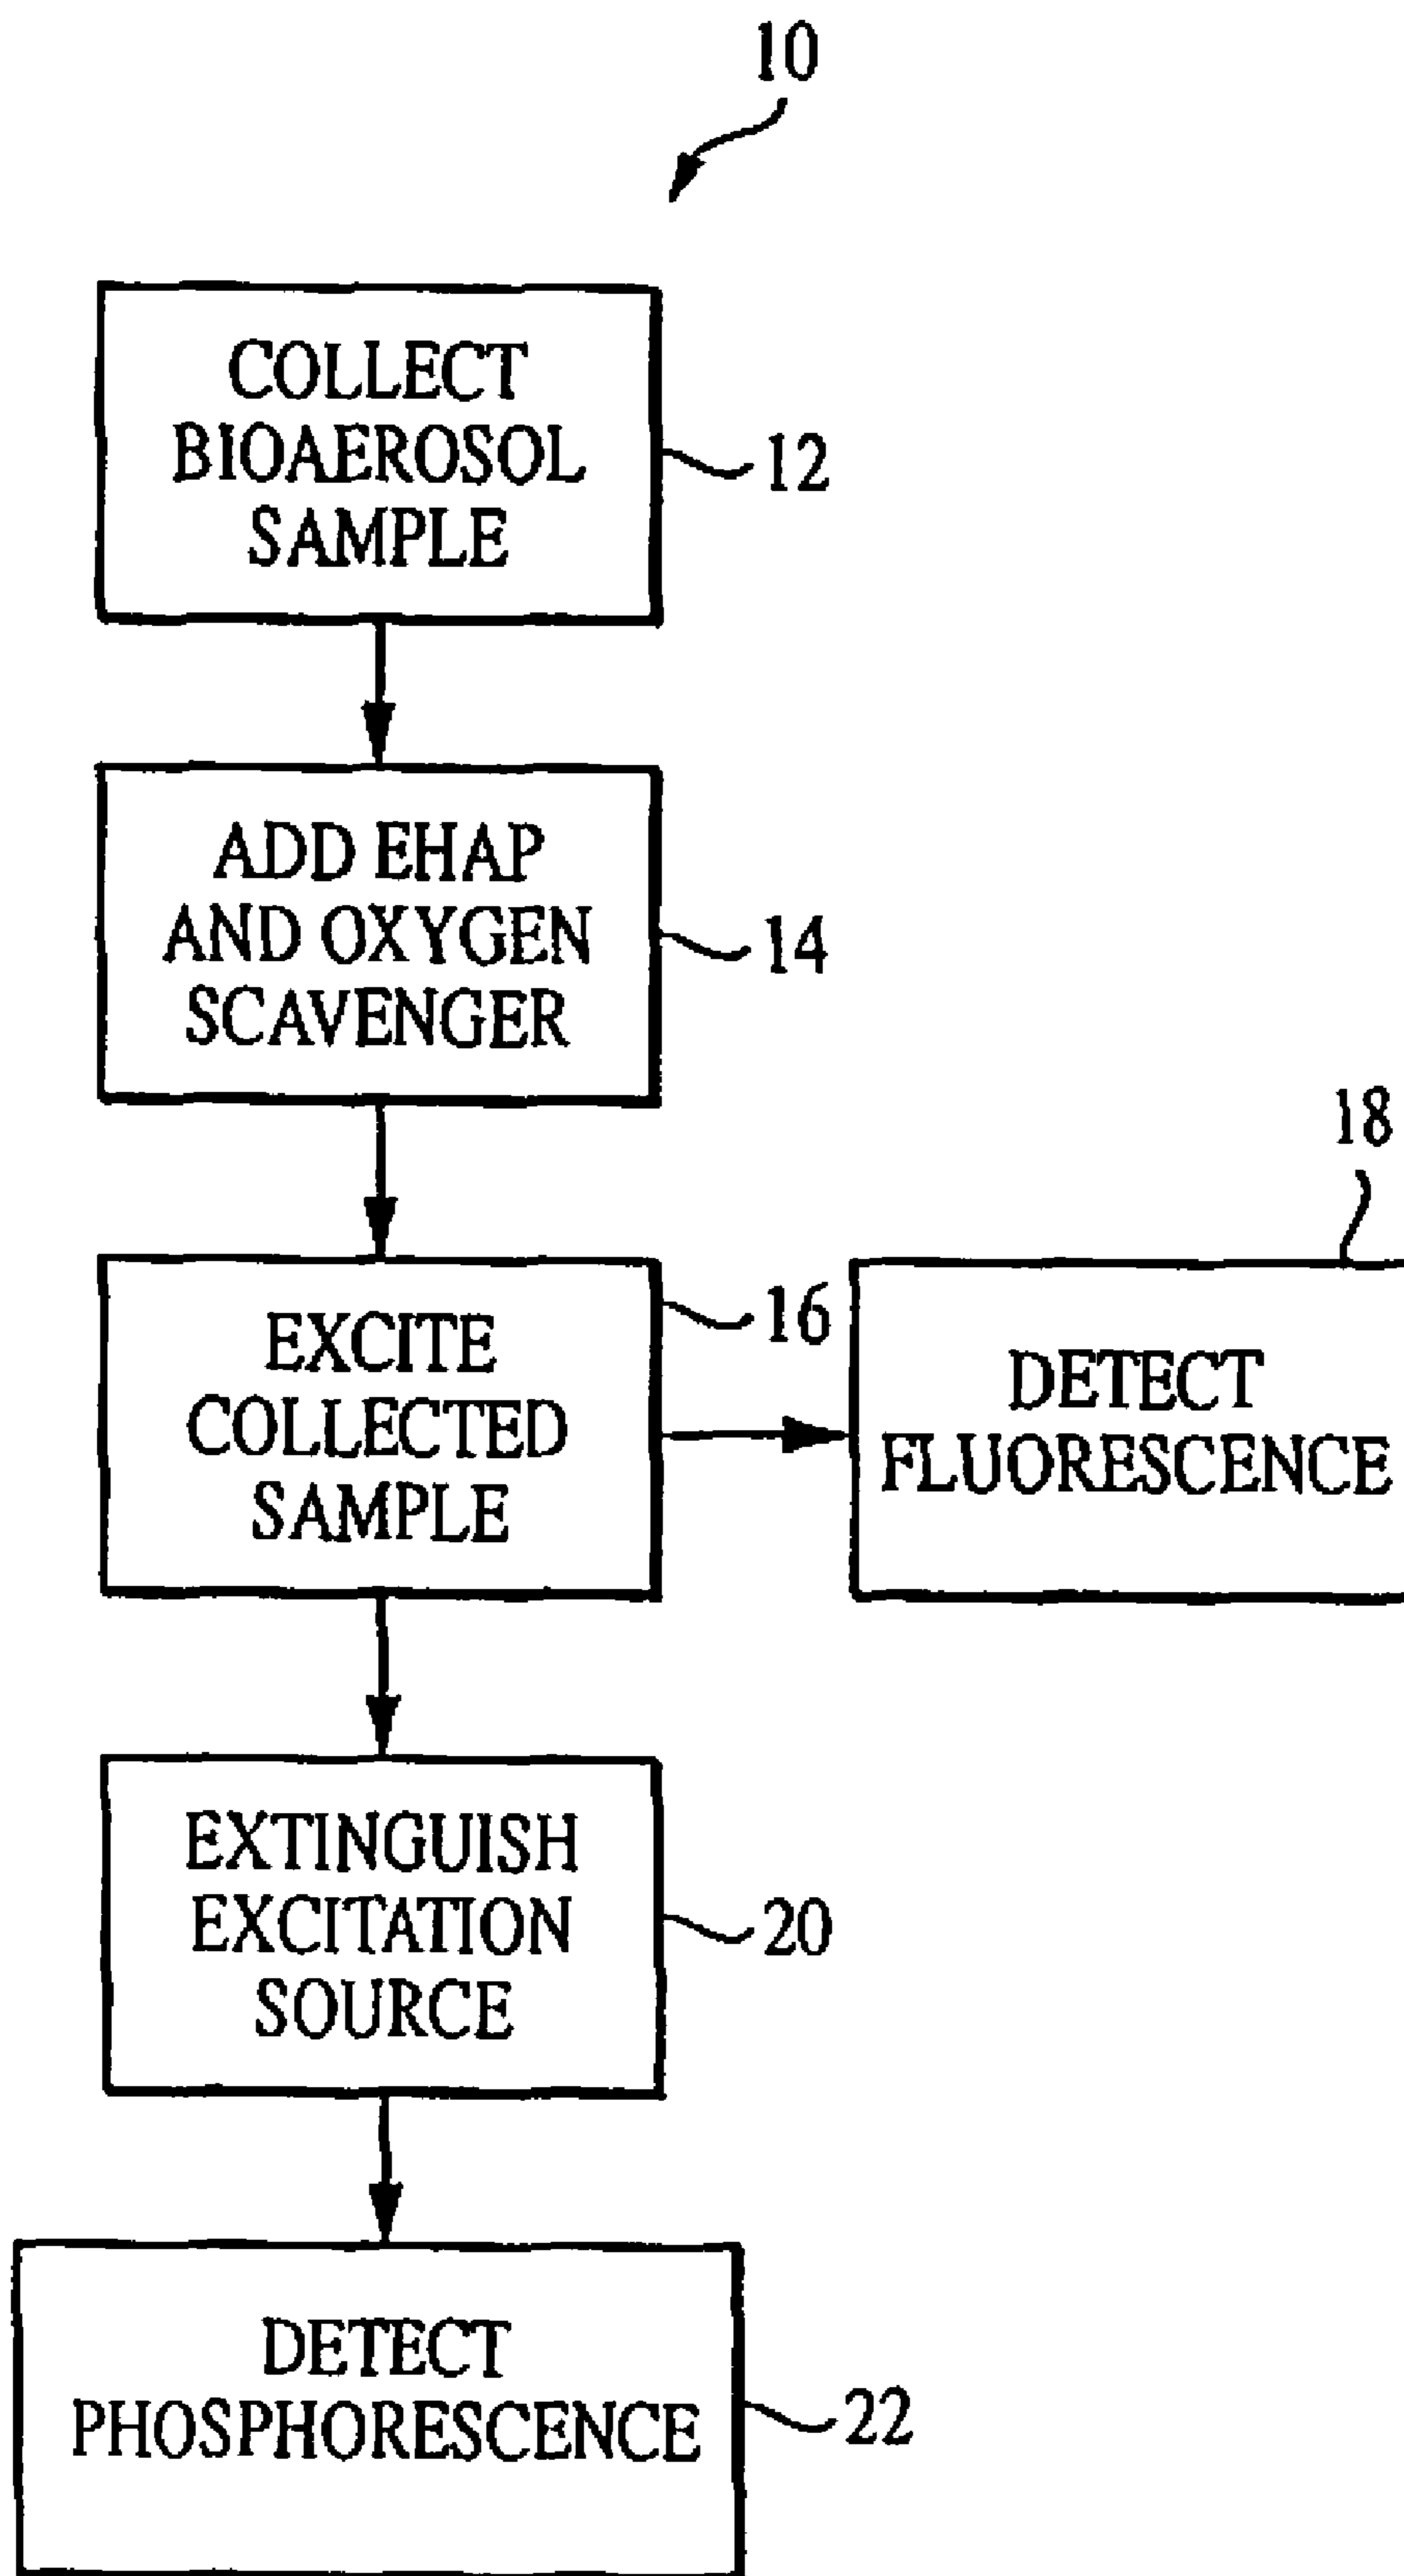 10
COLLECT
BIOAEROSOL
SAMPLE
12
ADD EHAP
AND OXYGEN
SCAVENGER
14
EXCITE
COLLECTED
SAMPLE
16
18
DETECT
FLUORESCENCE
EXTINGUISH
EXCITATION
SOURCE
20
DETECT
PHOSPHORESCENCE
22